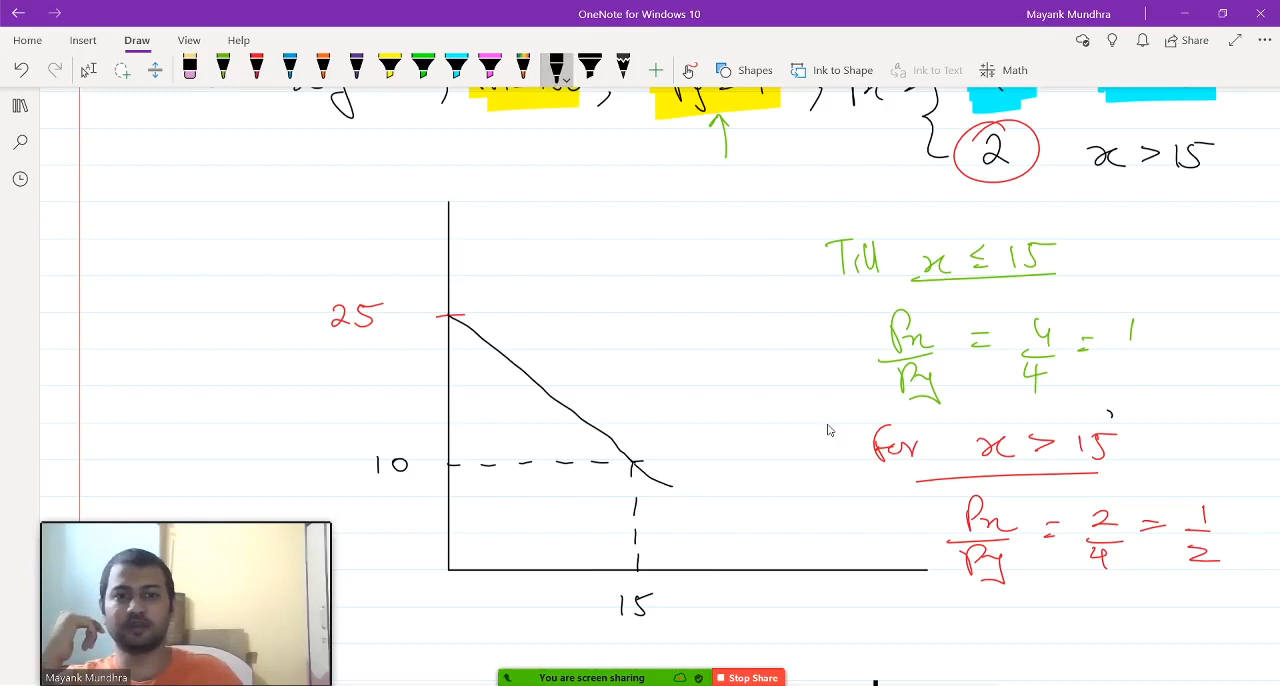 OneNote for Windows 10
Mayank Mundhra
Home Insert Draw View Help
Share
Shapes Ink to Shape Ink to Text Math
2 x > 15
Till x ≤ 15
25
Px/Py = 4/4 = 1
For x > 15
10
Px/Py = 2/4 = 1/2
15
Mayank Mundhra
You are screen sharing Stop Share